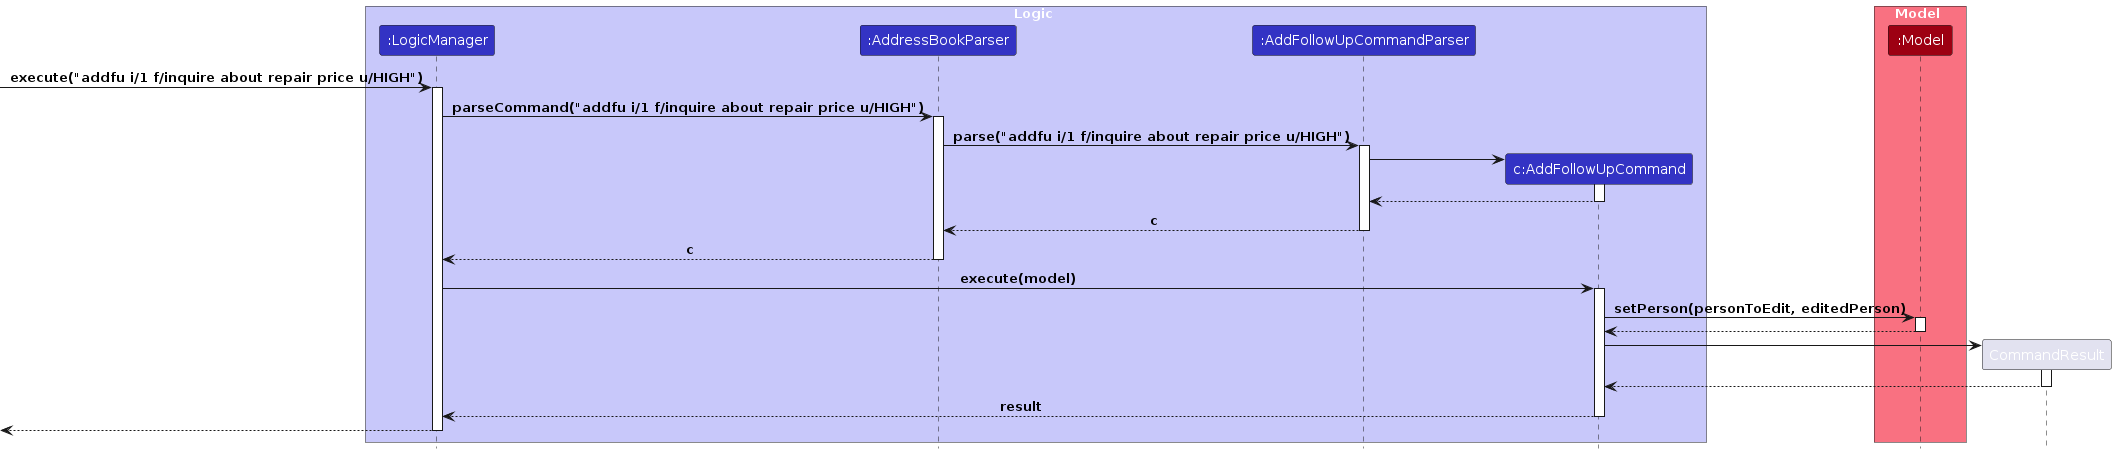 Logic
Model
:LogicManager
:AddressBookParser
:AddFollowUpCommandParser
:Model
execute("addfu i/1 f/inquire about repair price u/HIGH")
parseCommand("addfu i/1 f/inquire about repair price u/HIGH")
parse("addfu i/1 f/inquire about repair price u/HIGH")
c:AddFollowUpCommand
c
c
execute(model)
setPerson(personToEdit, editedPerson)
CommandResult
result